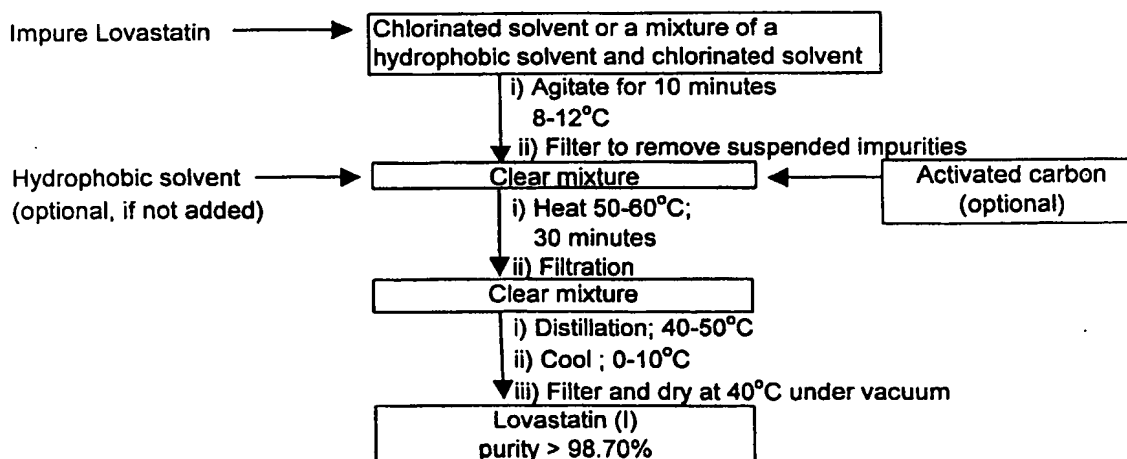 Impure Lovastatin
Chlorinated solvent or a mixture of a
hydrophobic solvent and chlorinated solvent
i) Agitate for 10 minutes
8-12°C
ii) Filter to remove suspended impurities
Hydrophobic solvent
(optional, if not added)
Clear mixture
Activated carbon
(optional)
i) Heat 50-60°C;
30 minutes
ii) Filtration
Clear mixture
i) Distillation; 40-50°C
ii) Cool ; 0-10°C
iii) Filter and dry at 40°C under vacuum
Lovastatin (I)
purity > 98.70%